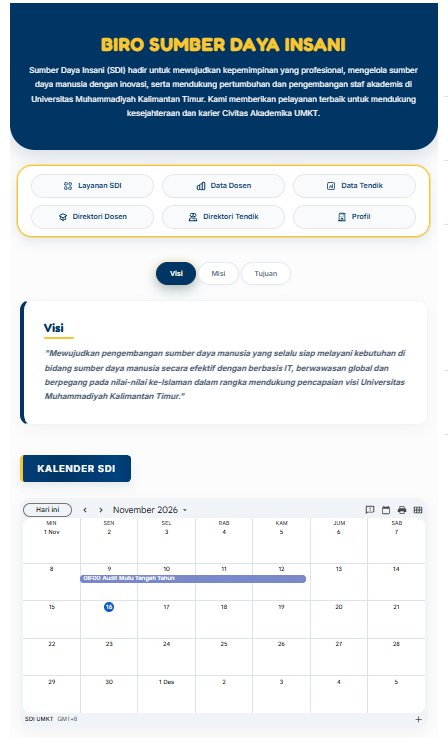 BIRO SUMBER DAYA INSANI
Sumber Daya Insani (SDI) hadir untuk mewujudkan kepemimpinan yang profesional, mengelola sumber
daya manusia dengan inovasi, serta mendukung pertumbuhan dan pengembangan staf akademis di
Universitas Muhammadiyah Kalimantan Timur. Kami memberikan pelayanan terbaik untuk mendukung
kesejahteraan dan karier Civitas Akademika UMKT.
Layanan SDI Data Dosen Data Tendik
Direktori Dosen Direktori Tendik Profil
Visi Misi Tujuan
Visi
"Mewujudkan pengembangan sumber daya manusia yang selalu siap melayani kebutuhan di
bidang sumber daya manusia secara efektif dengan berbasis IT, berwawasan global dan
berpegang pada nilai-nilai ke-Islaman dalam rangka mendukung pencapaian visi Universitas
Muhammadiyah Kalimantan Timur."
KALENDER SDI
Hari ini November 2026
MIN SEN SEL RAB KAM JUM SAB
1 Nov 2 3 4 5 6 7
8 9 10 11 12 13 14
08:00 Audit Mutu Tengah Tahun
15 16 17 18 19 20 21
22 23 24 25 26 27 28
29 30 1 Des 2 3 4 5
SDI UMKT GMT+8